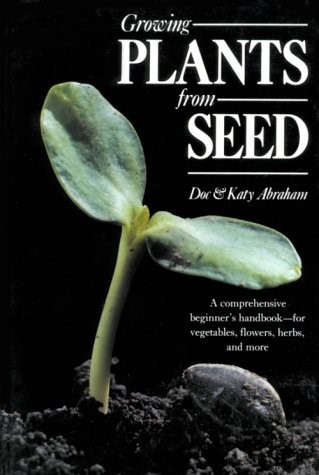 Growing
PLANTS
from
SEED
Doc & Katy Abraham
A comprehensive
beginner's handbook—for
vegetables, flowers, herbs,
and more